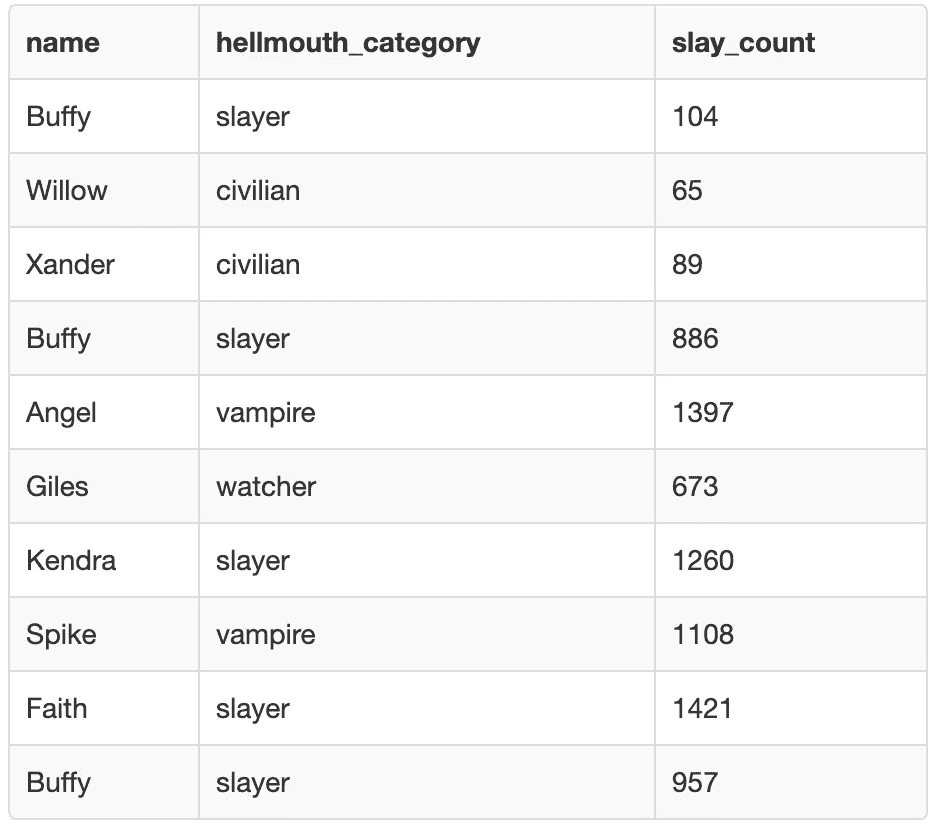 name hellmouth_category slay_count
Buffy slayer 104
Willow civilian 65
Xander civilian 89
Buffy slayer 886
Angel vampire 1397
Giles watcher 673
Kendra slayer 1260
Spike vampire 1108
Faith slayer 1421
Buffy slayer 957